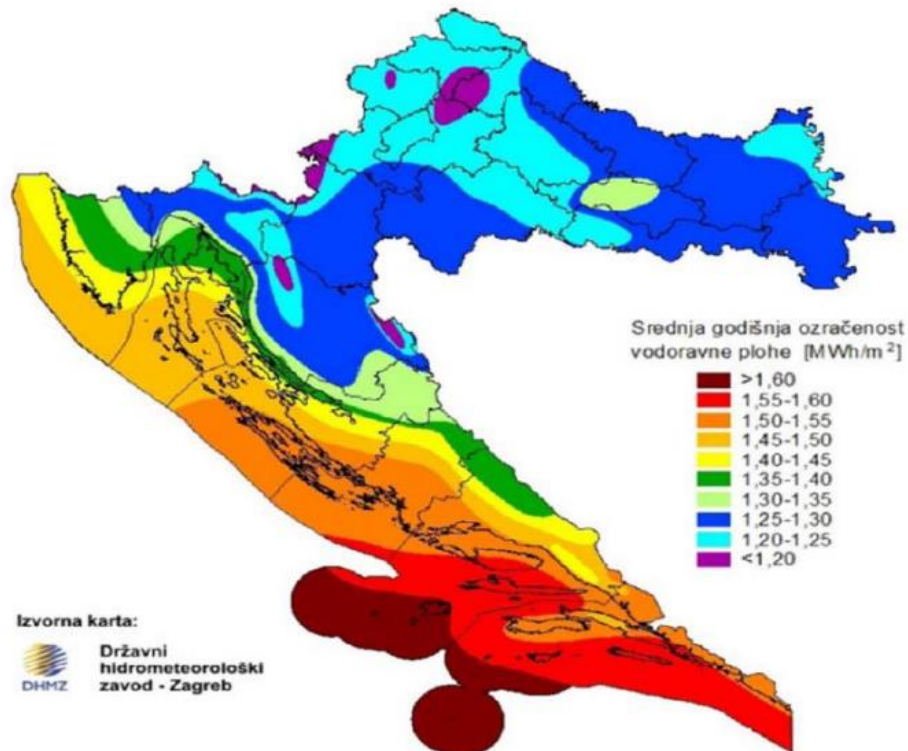 Srednja godišnja ozračenost
vodoravne plohe [MWh/m²]
>1,60
1,55-1,60
1,50-1,55
1,45-1,50
1,40-1,45
1,35-1,40
1,30-1,35
1,25-1,30
1,20-1,25
<1,20
Izvorna karta:
DHMZ
Državni
hidrometeorološki
zavod - Zagreb